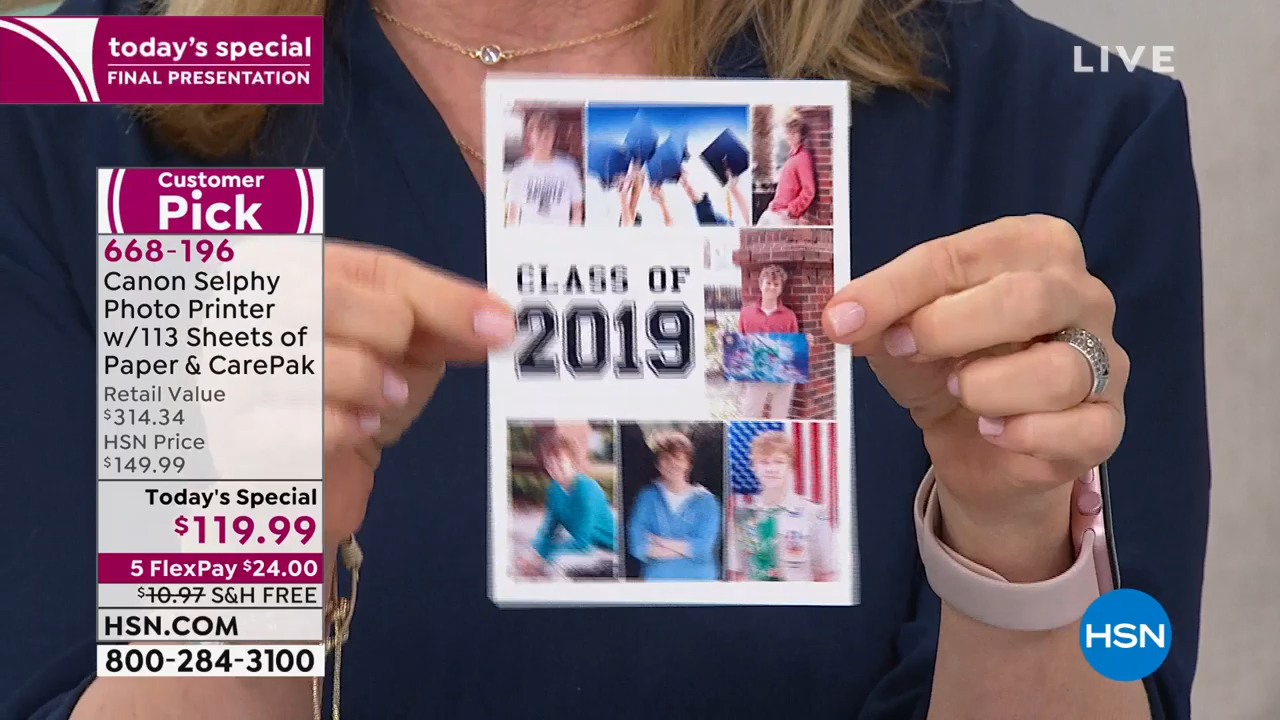 today's special
FINAL PRESENTATION
LIVE
Customer
Pick
668-196
Canon Selphy
Photo Printer
w/113 Sheets of
Paper & CarePak
Retail Value
$314.34
HSN Price
$149.99
Today's Special
$119.99
5 FlexPay $24.00
$10.97 S&H FREE
HSN.COM
800-284-3100
CLASS OF
2019
HSN